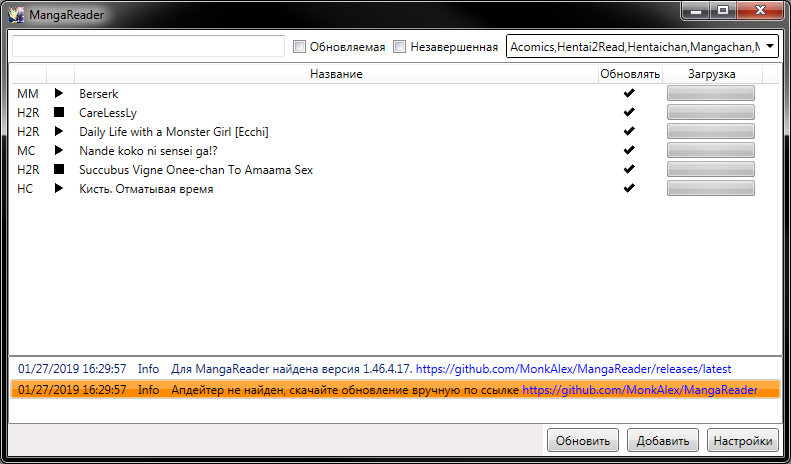 MangaReader
Обновляемая Незавершенная Acomics,Hentai2Read,Hentaichan,Mangachan,M
Название Обновлять Загрузка
MM Berserk
H2R CareLessLy
H2R Daily Life with a Monster Girl [Ecchi]
MC Nande koko ni sensei ga!?
H2R Succubus Vigne Onee-chan To Amaama Sex
HC Кисть. Отматывая время
01/27/2019 16:29:57 Info Для MangaReader найдена версия 1.46.4.17. https://github.com/MonkAlex/MangaReader/releases/latest
01/27/2019 16:29:57 Info Апдейтер не найден, скачайте обновление вручную по ссылке https://github.com/MonkAlex/MangaReader
Обновить Добавить Настройки